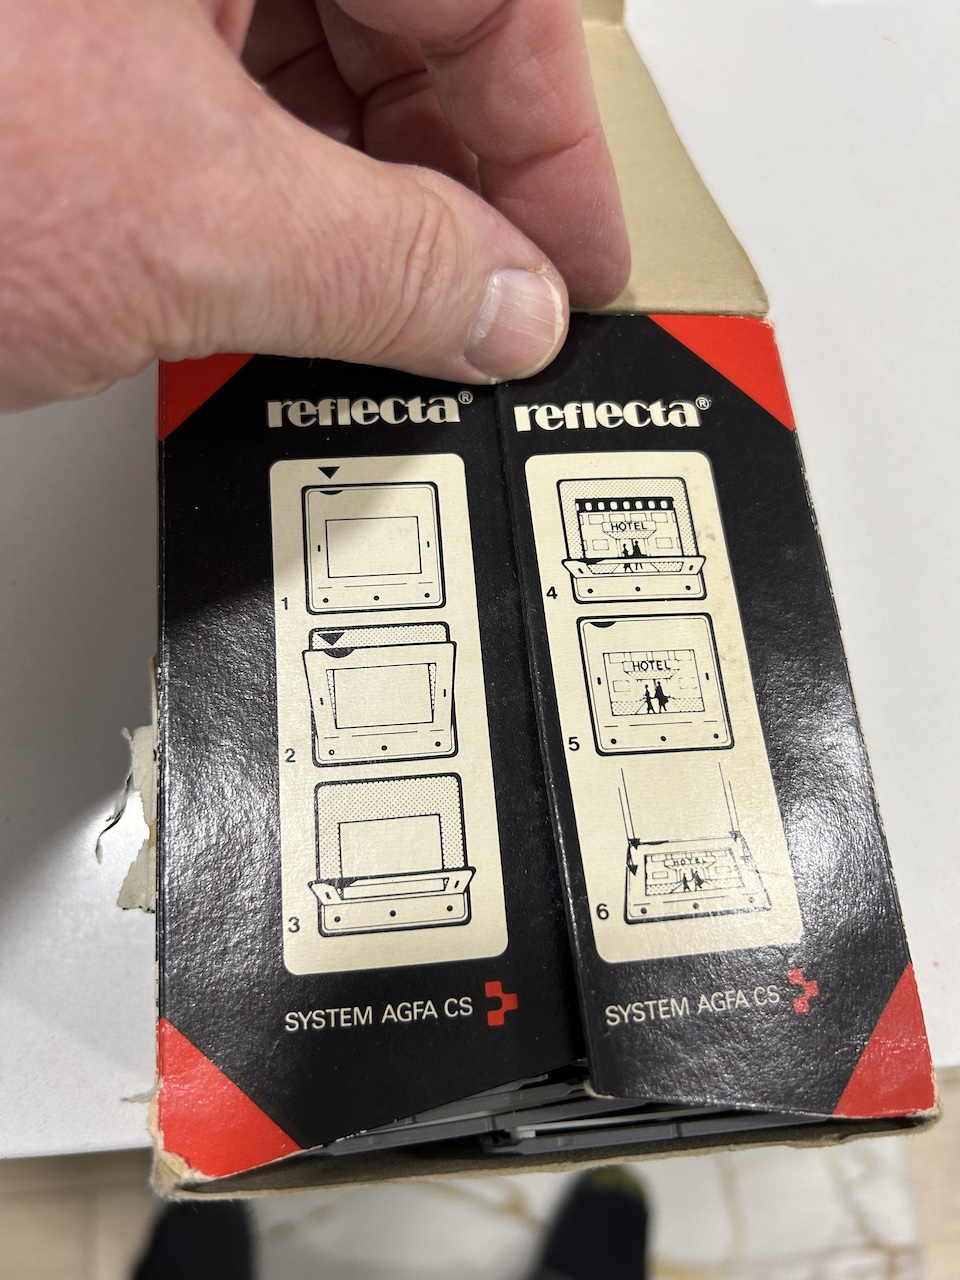 reflecta®
1
2
3
SYSTEM AGFA CS
reflecta®
HOTEL
4
HOTEL
5
HOTEL
6
SYSTEM AGFA CS